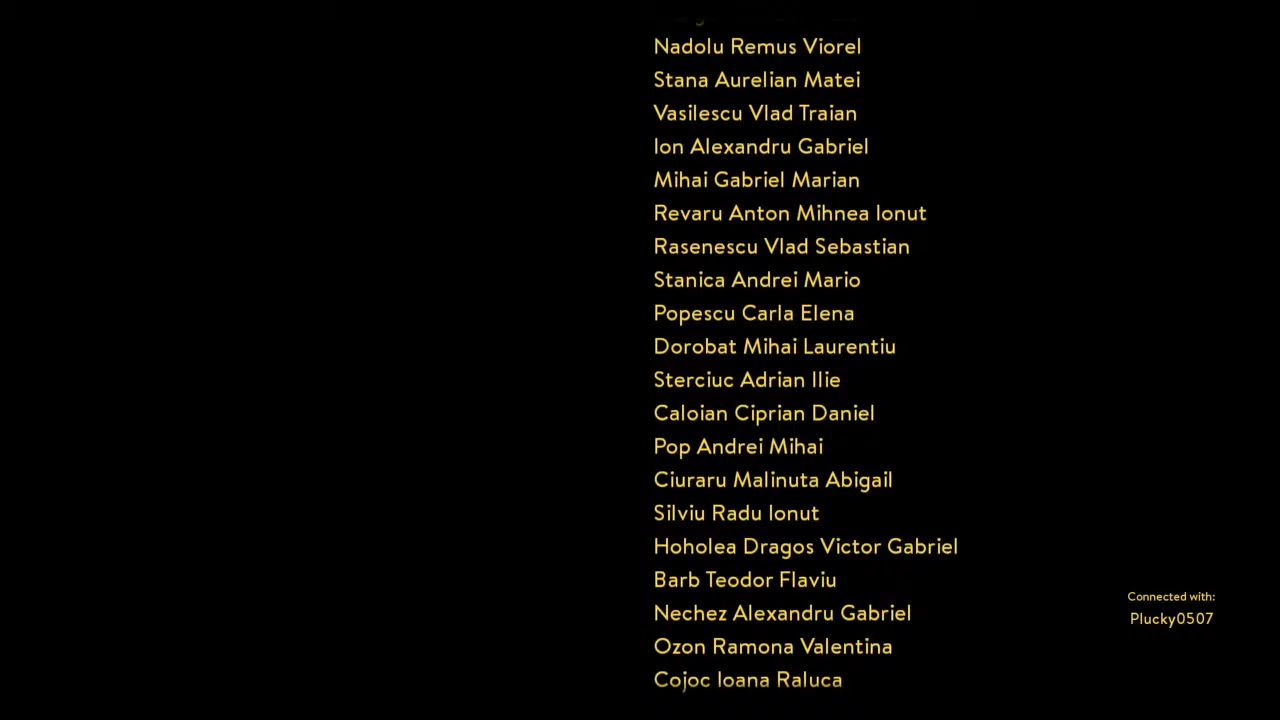 Nadolu Remus Viorel
Stana Aurelian Matei
Vasilescu Vlad Traian
Ion Alexandru Gabriel
Mihai Gabriel Marian
Revaru Anton Mihnea Ionut
Rasenescu Vlad Sebastian
Stanica Andrei Mario
Popescu Carla Elena
Dorobat Mihai Laurentiu
Sterciuc Adrian Ilie
Caloian Ciprian Daniel
Pop Andrei Mihai
Ciuraru Malinuta Abigail
Silviu Radu Ionut
Hoholea Dragos Victor Gabriel
Barb Teodor Flaviu
Nechez Alexandru Gabriel
Ozon Ramona Valentina
Cojoc Ioana Raluca
Connected with:
Plucky0507